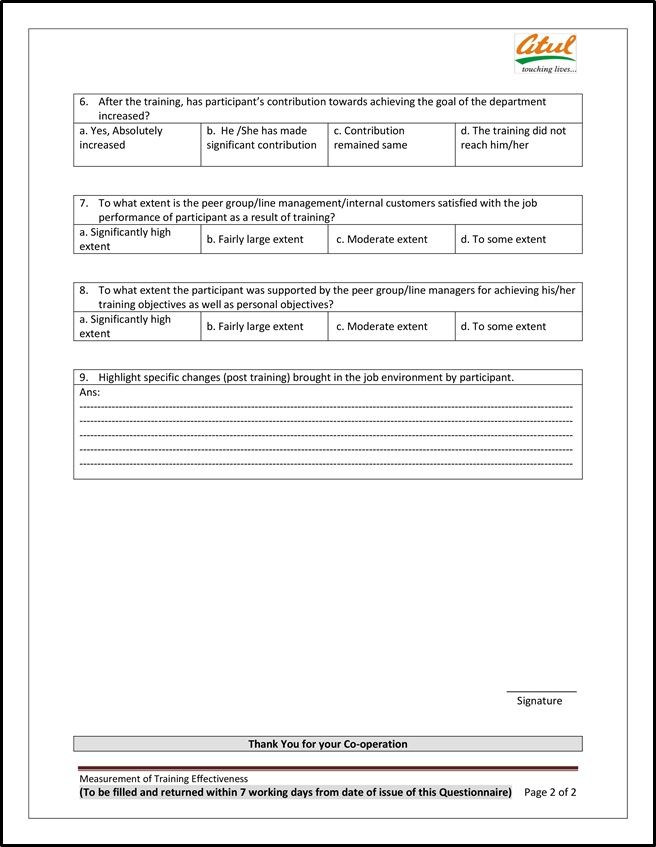 atul
touching lives...
6. After the training, has participant's contribution towards achieving the goal of the department
increased?
a. Yes, Absolutely
increased
b. He /She has made
significant contribution
c. Contribution
remained same
d. The training did not
reach him/her
7. To what extent is the peer group/line management/internal customers satisfied with the job
performance of participant as a result of training?
a. Significantly high
extent
b. Fairly large extent
c. Moderate extent
d. To some extent
8. To what extent the participant was supported by the peer group/line managers for achieving his/her
training objectives as well as personal objectives?
a. Significantly high
extent
b. Fairly large extent
c. Moderate extent
d. To some extent
9. Highlight specific changes (post training) brought in the job environment by participant.
Ans:
Signature
Thank You for your Co-operation
Measurement of Training Effectiveness
(To be filled and returned within 7 working days from date of issue of this Questionnaire) Page 2 of 2